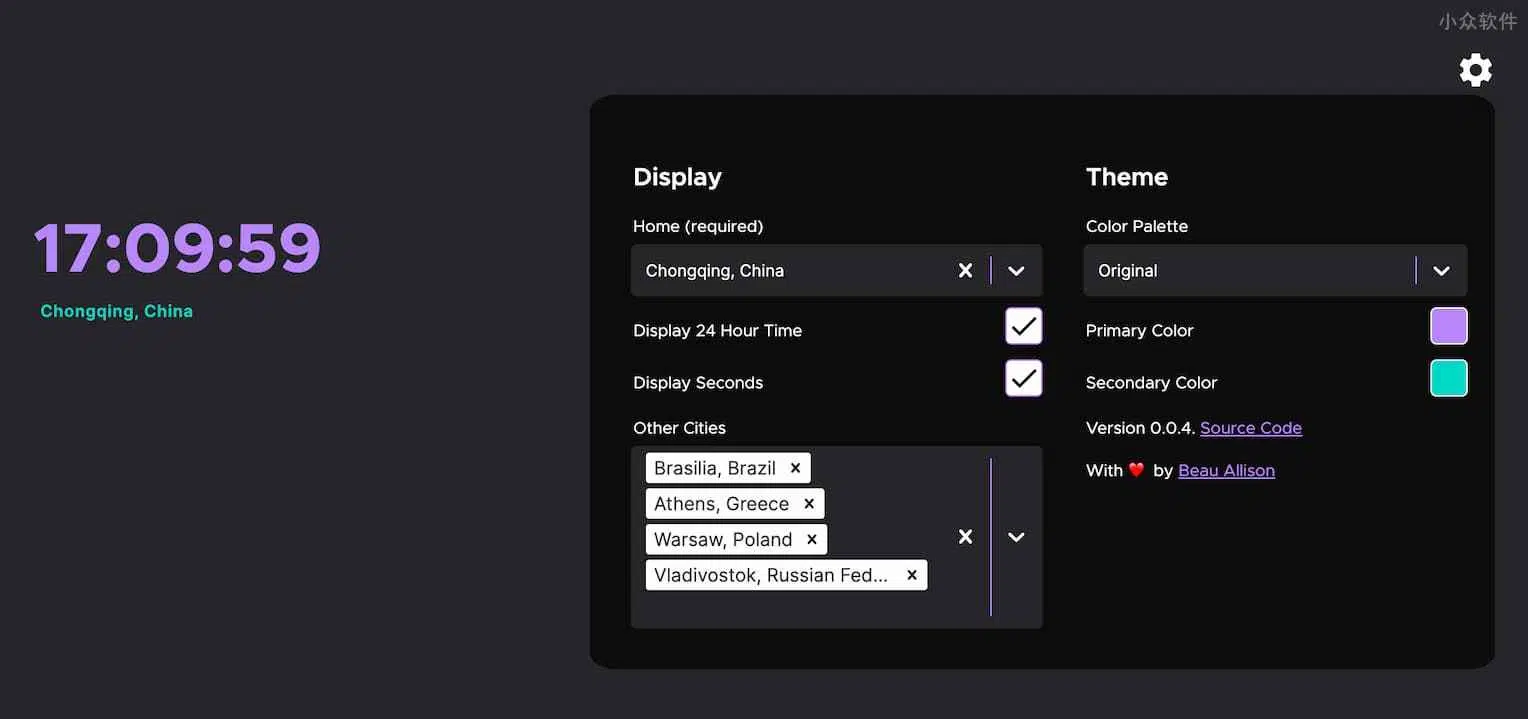 小众软件
17:09:59
Chongqing, China
Display
Home (required)
Chongqing, China
Display 24 Hour Time
Display Seconds
Other Cities
Brasilia, Brazil
Athens, Greece
Warsaw, Poland
Vladivostok, Russian Fed...
Theme
Color Palette
Original
Primary Color
Secondary Color
Version 0.0.4. Source Code
With ❤️ by Beau Allison